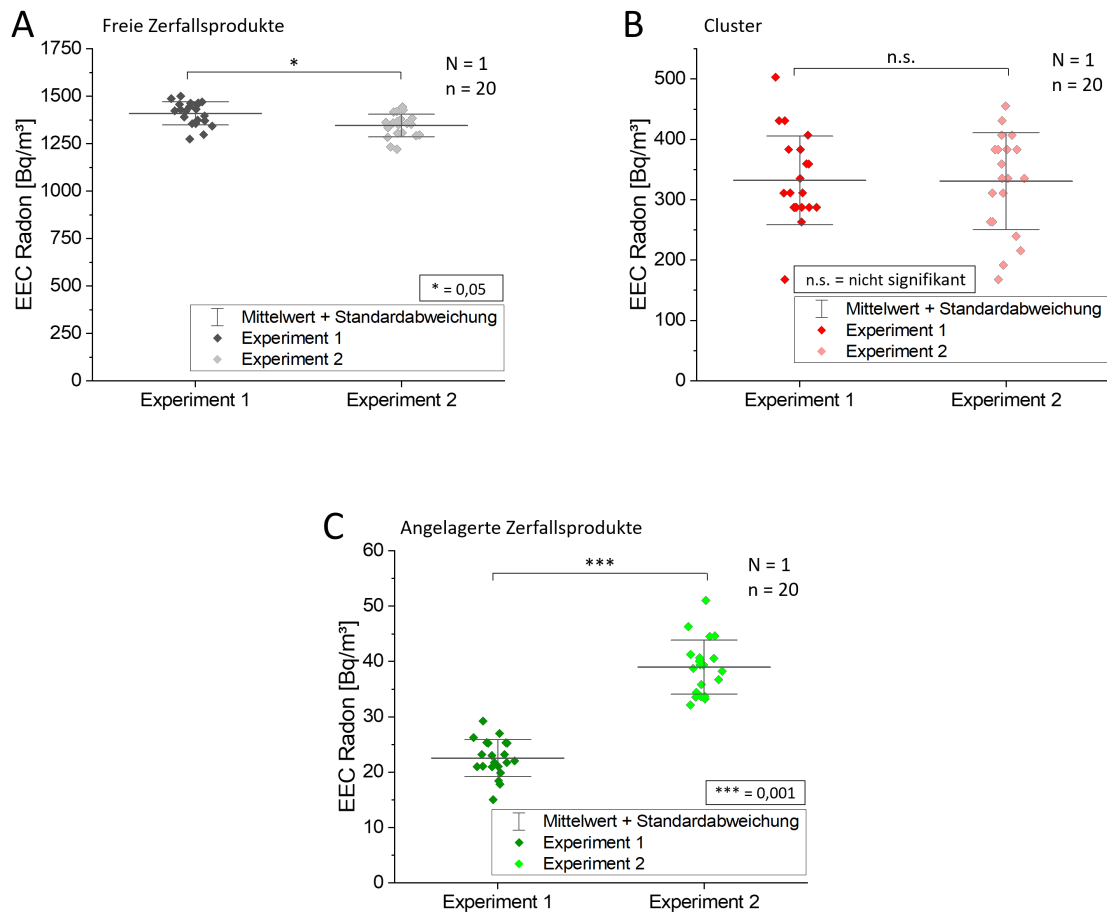 A
Freie Zerfallsprodukte
EEC Radon [Bq/m³]
1750
1500
1250
1000
750
500
250
0
*
N = 1
n = 20
* = 0,05
Mittelwert + Standardabweichung
Experiment 1
Experiment 2
Experiment 1
Experiment 2
B
Cluster
EEC Radon [Bq/m³]
500
400
300
200
100
0
n.s.
N = 1
n = 20
n.s. = nicht signifikant
Mittelwert + Standardabweichung
Experiment 1
Experiment 2
Experiment 1
Experiment 2
C
Angelagerte Zerfallsprodukte
EEC Radon [Bq/m³]
60
50
40
30
20
10
0
***
N = 1
n = 20
*** = 0,001
Mittelwert + Standardabweichung
Experiment 1
Experiment 2
Experiment 1
Experiment 2